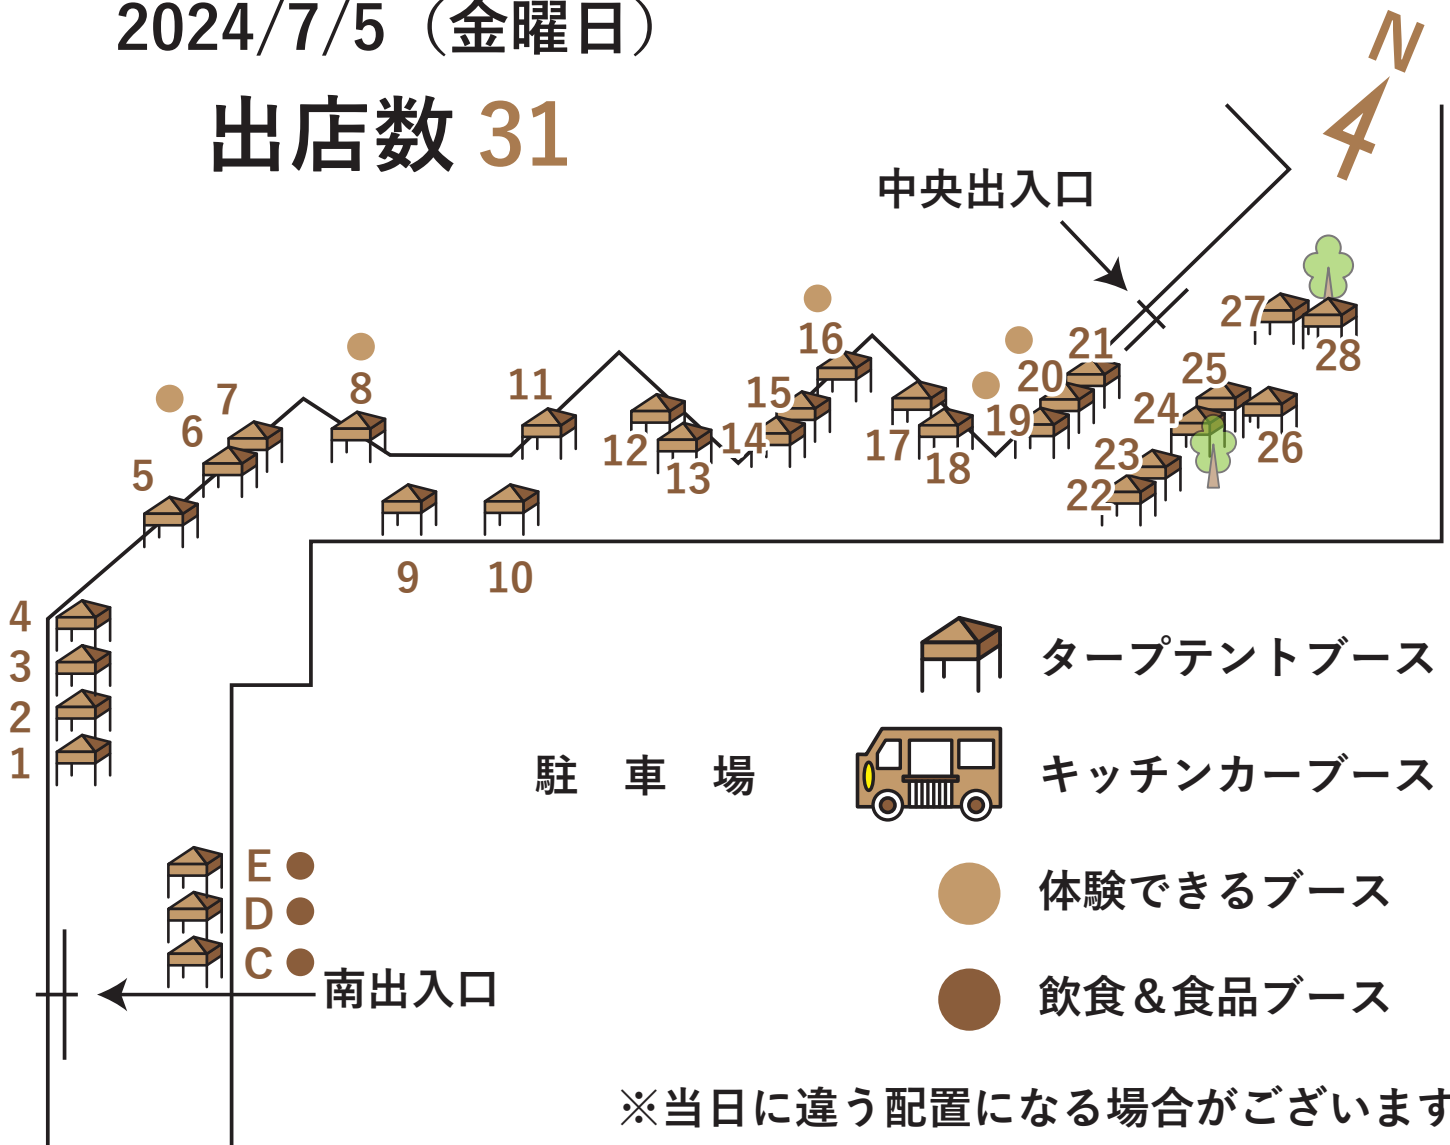 2024/7/5（金曜日）
出店数 31
N
中央出入口
27
28
16
21
20
25
7
8
11
15
24
6
19
14
17
12
23
26
5
13
18
22
9
10
4
3
2
1
タープテントブース
駐 車 場
キッチンカーブース
E
D
C
体験できるブース
南出入口
飲食＆食品ブース
※当日に違う配置になる場合がございます